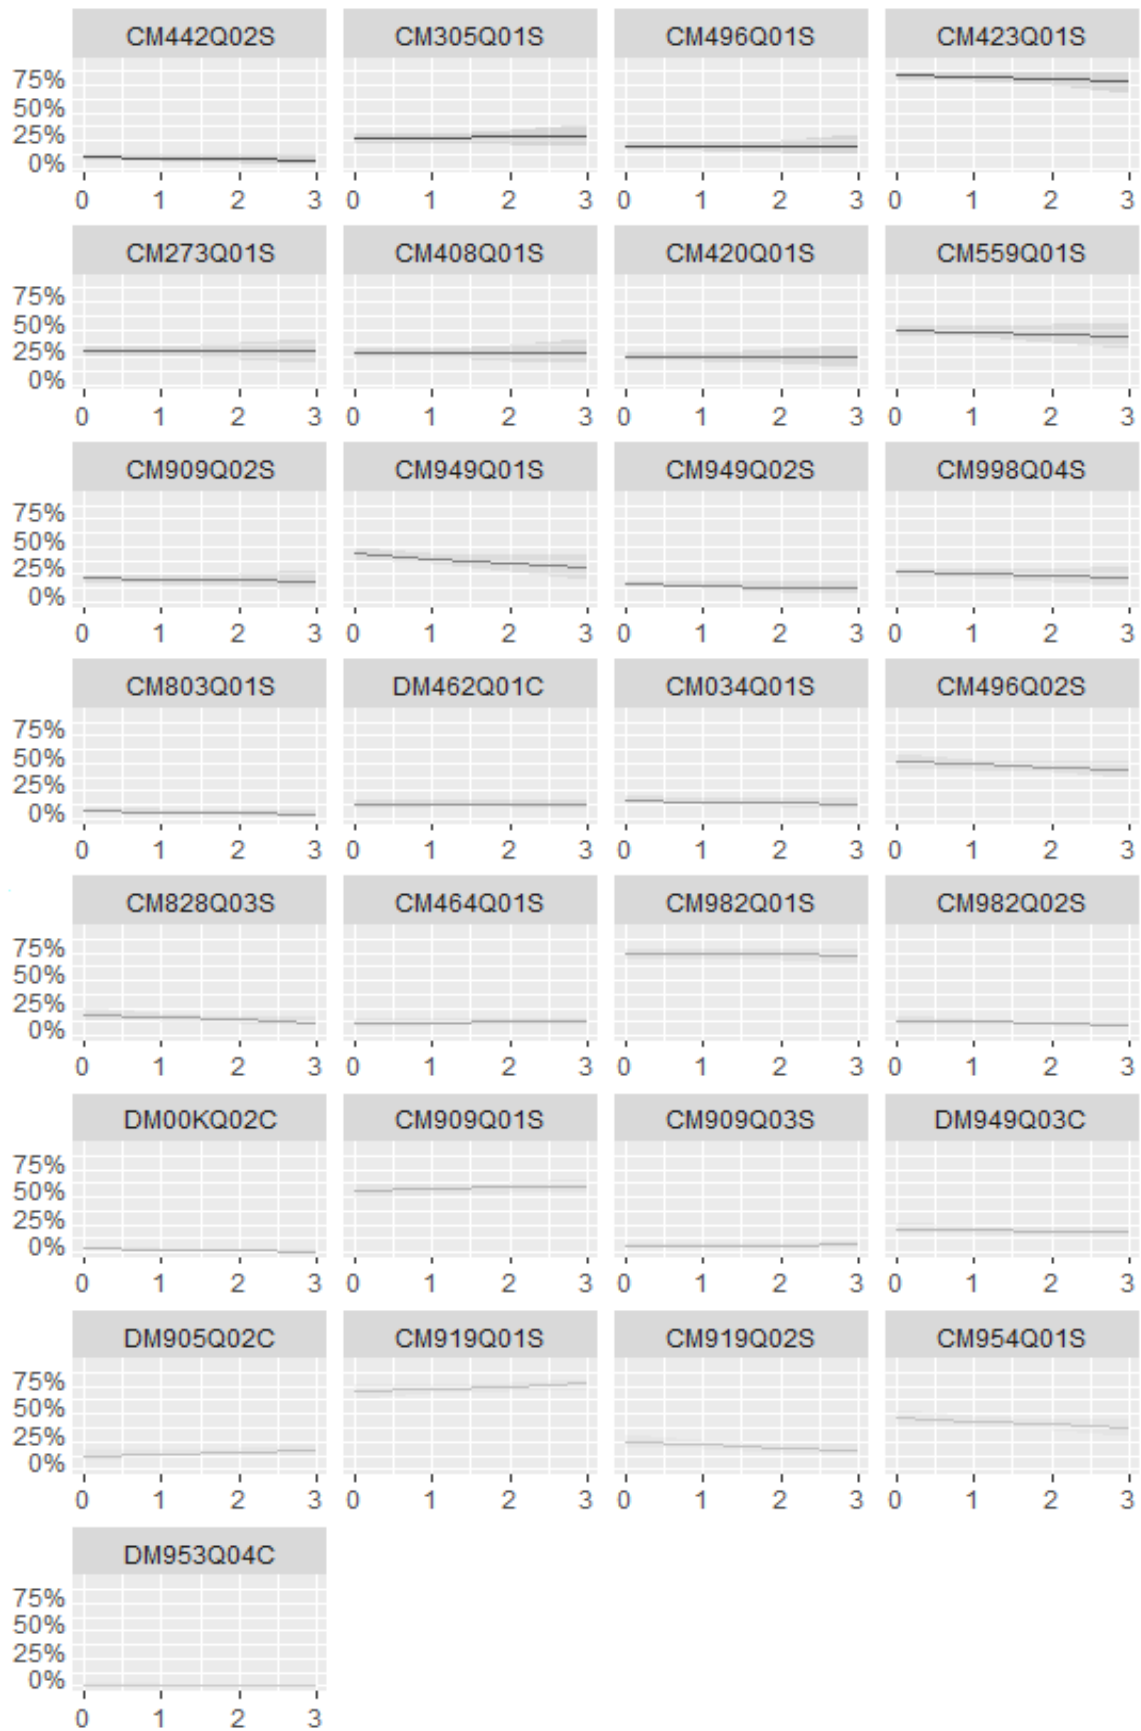 CM442Q02S CM305Q01S CM496Q01S CM423Q01S
75%
50%
25%
0%
0 1 2 3 0 1 2 3 0 1 2 3 0 1 2 3
CM273Q01S CM408Q01S CM420Q01S CM559Q01S
75%
50%
25%
0%
0 1 2 3 0 1 2 3 0 1 2 3 0 1 2 3
CM909Q02S CM949Q01S CM949Q02S CM998Q04S
75%
50%
25%
0%
0 1 2 3 0 1 2 3 0 1 2 3 0 1 2 3
CM803Q01S DM462Q01C CM034Q01S CM496Q02S
75%
50%
25%
0%
0 1 2 3 0 1 2 3 0 1 2 3 0 1 2 3
CM828Q03S CM464Q01S CM982Q01S CM982Q02S
75%
50%
25%
0%
0 1 2 3 0 1 2 3 0 1 2 3 0 1 2 3
DM00KQ02C CM909Q01S CM909Q03S DM949Q03C
75%
50%
25%
0%
0 1 2 3 0 1 2 3 0 1 2 3 0 1 2 3
DM905Q02C CM919Q01S CM919Q02S CM954Q01S
75%
50%
25%
0%
0 1 2 3 0 1 2 3 0 1 2 3 0 1 2 3
DM953Q04C
75%
50%
25%
0%
0 1 2 3